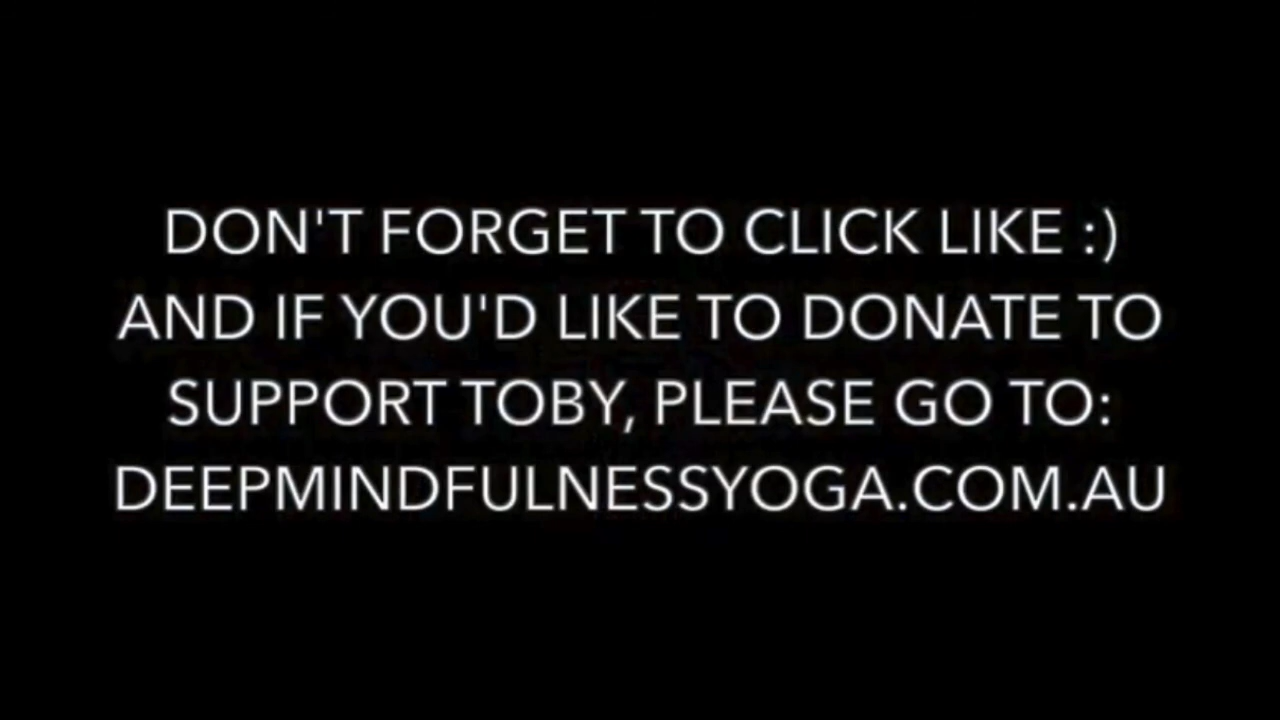 DON'T FORGET TO CLICK LIKE :)
AND IF YOU'D LIKE TO DONATE TO
SUPPORT TOBY, PLEASE GO TO:
DEEPMINDFULNESSYOGA.COM.AU